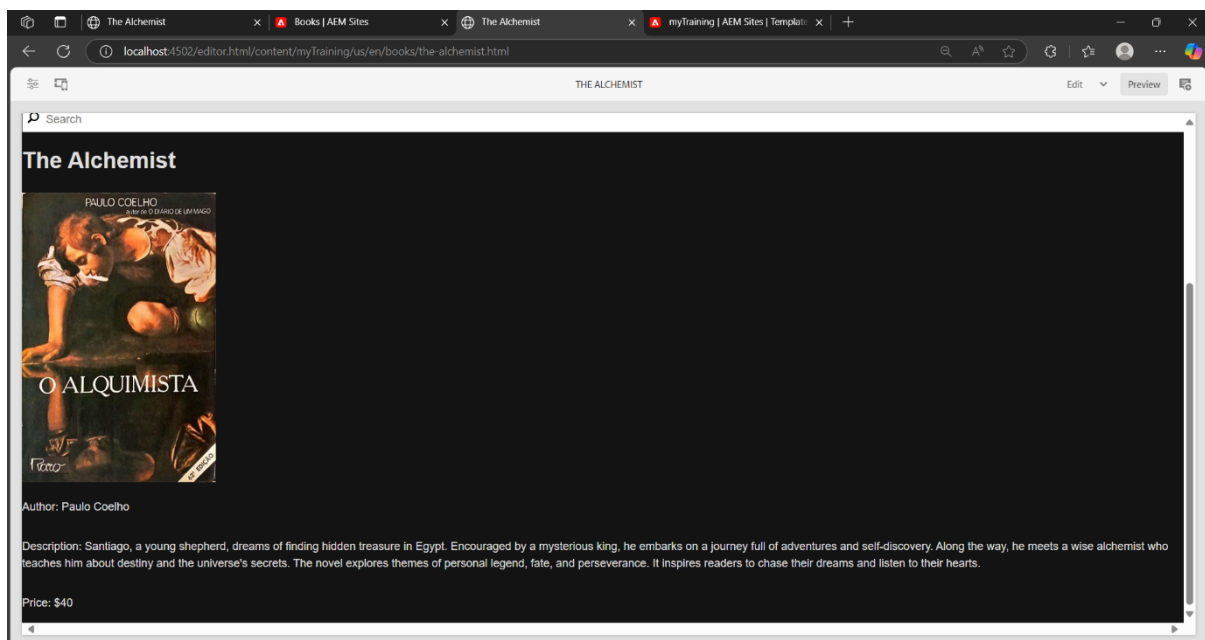 The Alchemist
Books | AEM Sites
The Alchemist
myTraining | AEM Sites | Template
localhost:4502/editor.html/content/myTraining/us/en/books/the-alchemist.html
THE ALCHEMIST
Edit
Preview
Search
The Alchemist
PAULO COELHO
autor de O DIÁRIO DE UM MAGO
O ALQUIMISTA
Author: Paulo Coelho
Description: Santiago, a young shepherd, dreams of finding hidden treasure in Egypt. Encouraged by a mysterious king, he embarks on a journey full of adventures and self-discovery. Along the way, he meets a wise alchemist who
teaches him about destiny and the universe's secrets. The novel explores themes of personal legend, fate, and perseverance. It inspires readers to chase their dreams and listen to their hearts.
Price: $40